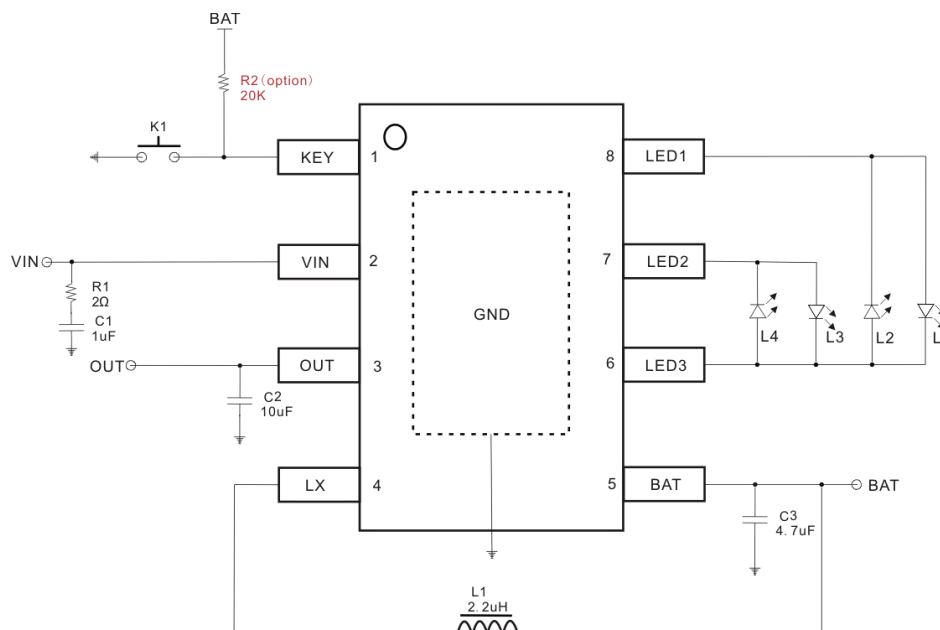 BAT
R2(option)
20K
K1
KEY
1
8
LED1
VIN
VIN
2
7
LED2
R1
2Ω
C1
1uF
GND
L4
L3
L2
L
OUT
OUT
3
6
LED3
C2
10uF
LX
4
5
BAT
BAT
C3
4.7uF
L1
2.2uH